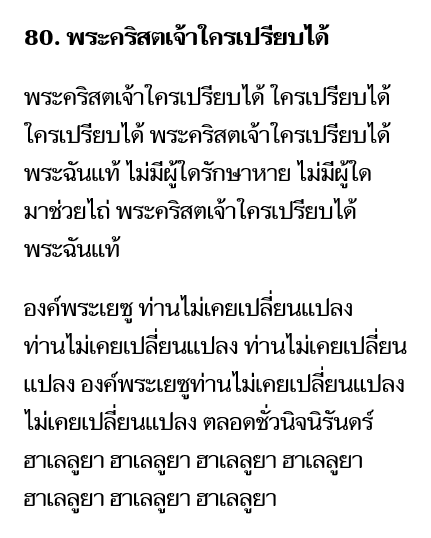 80. พระคริสตเจ้าใครเปรียบได้
พระคริสตเจ้าใครเปรียบได้ ใครเปรียบได้
ใครเปรียบได้ พระคริสตเจ้าใครเปรียบได้
พระฉันแท้ ไม่มีผู้ใดรักษาหาย ไม่มีผู้ใด
มาช่วยไถ่ พระคริสตเจ้าใครเปรียบได้
พระฉันแท้
องค์พระเยซู ท่านไม่เคยเปลี่ยนแปลง
ท่านไม่เคยเปลี่ยนแปลง ท่านไม่เคยเปลี่ยน
แปลง องค์พระเยซูท่านไม่เคยเปลี่ยนแปลง
ไม่เคยเปลี่ยนแปลง ตลอดชั่วนิจนิรันดร์
ฮาเลลูยา ฮาเลลูยา ฮาเลลูยา ฮาเลลูยา
ฮาเลลูยา ฮาเลลูยา ฮาเลลูยา